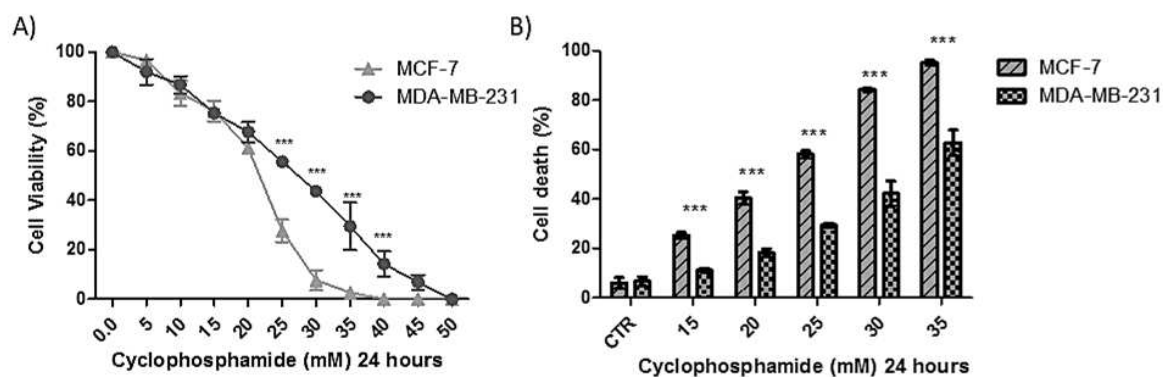 A)
Cell Viability (%)
100
80
60
40
20
0
MCF-7
MDA-MB-231
***
***
***
***
0.0 5 10 15 20 25 30 35 40 45 50
Cyclophosphamide (mM) 24 hours
B)
Cell death (%)
100
80
60
40
20
0
MCF-7
MDA-MB-231
***
***
***
***
***
CTR 15 20 25 30 35
Cyclophosphamide (mM) 24 hours